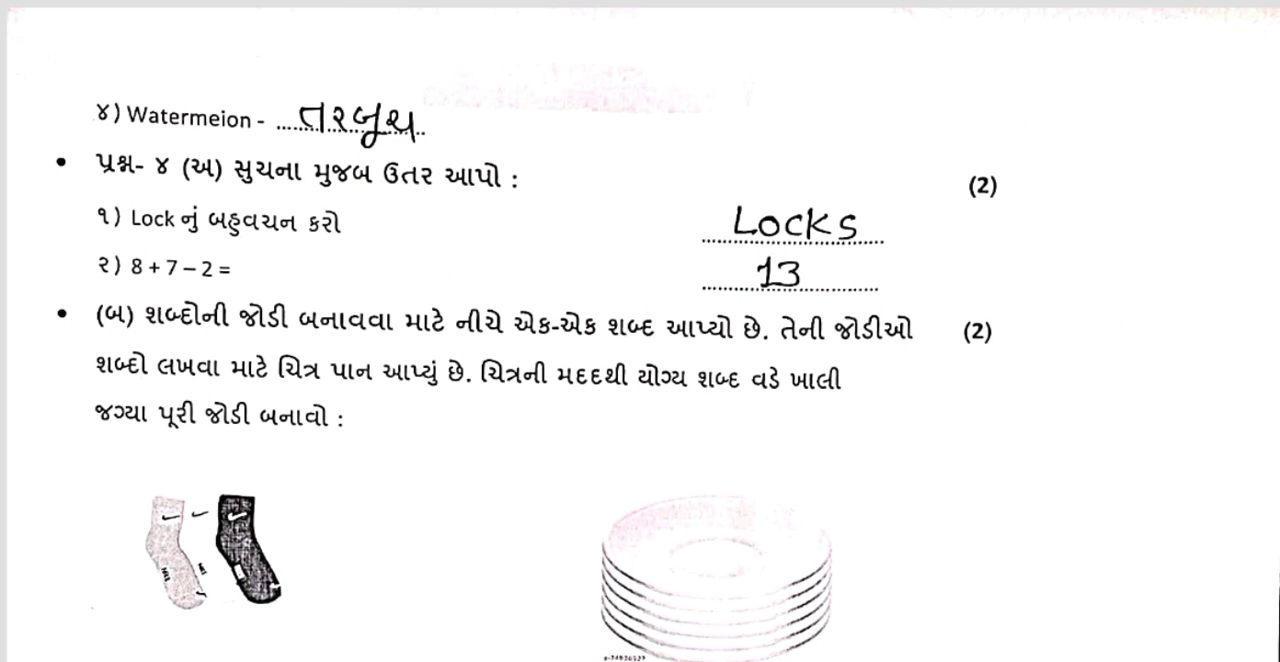 ૪) Watermeion - તરબૂચ
• પ્રશ્ન- ૪ (અ) સુચના મુજબ ઉતર આપો : (2)
૧) Lock નું બહુવચન કરો Locks
૨) 8 + 7 – 2 = 13
• (બ) શબ્દોની જોડી બનાવવા માટે નીચે એક-એક શબ્દ આપ્યો છે. તેની જોડીઓ (2)
શબ્દો લખવા માટે ચિત્ર પાન આપ્યું છે. ચિત્રની મદદથી યોગ્ય શબ્દ વડે ખાલી
જગ્યા પૂરી જોડી બનાવો :